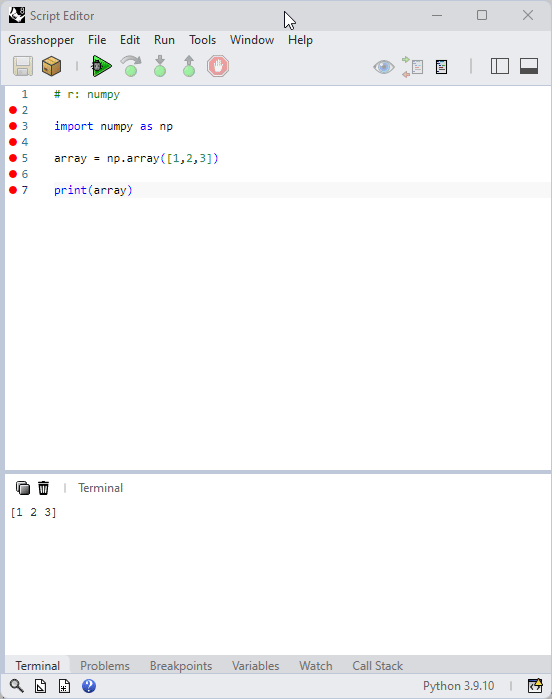 Script Editor
Grasshopper File Edit Run Tools Window Help
1 # r: numpy
2
3 import numpy as np
4
5 array = np.array([1,2,3])
6
7 print(array)
Terminal
[1 2 3]
Terminal Problems Breakpoints Variables Watch Call Stack
Python 3.9.10